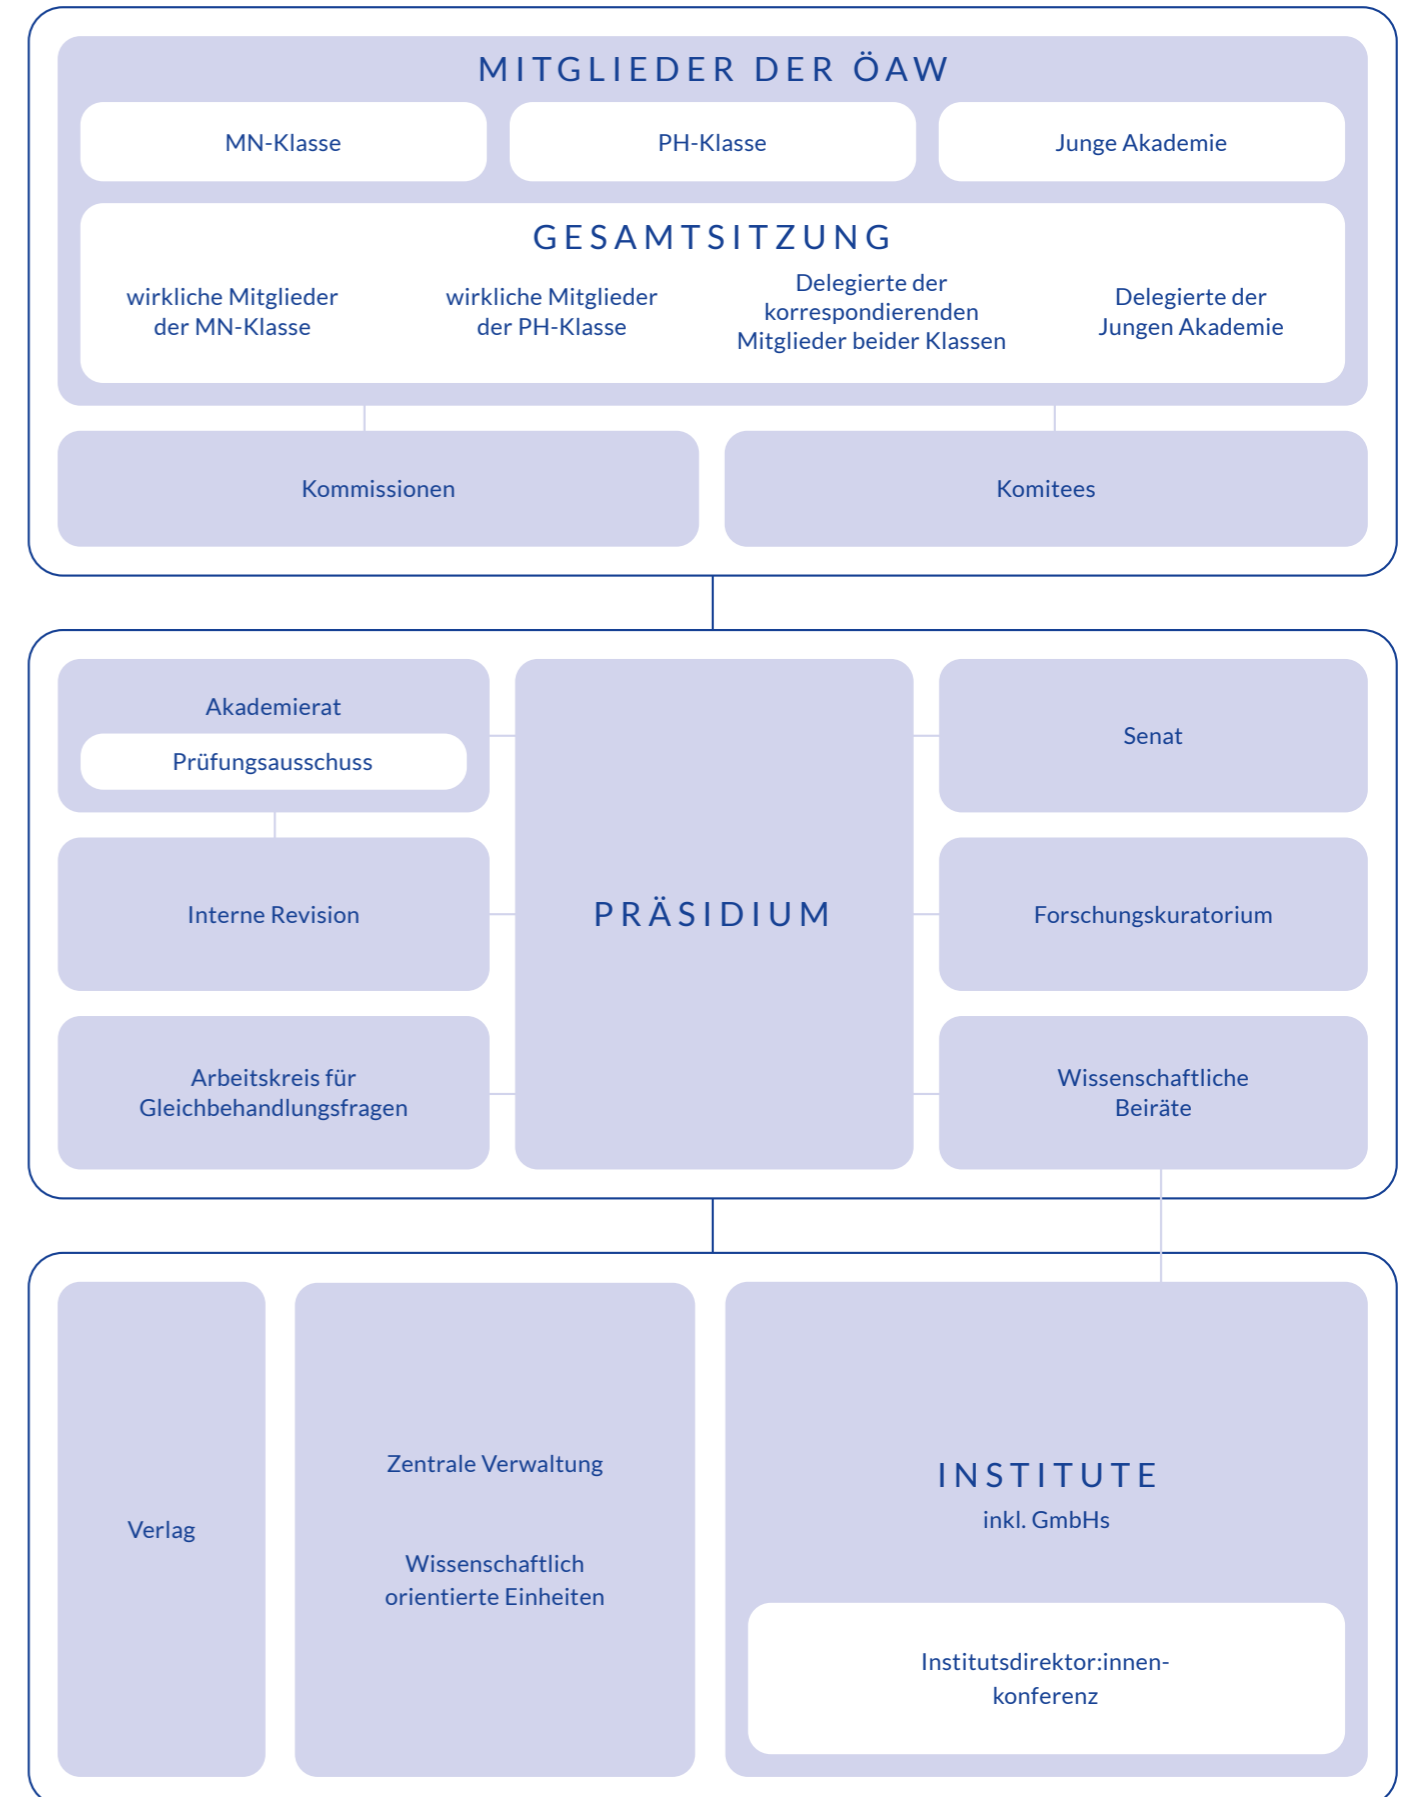 MITGLIEDER DER ÖAW
MN-Klasse
PH-Klasse
Junge Akademie
GESAMTSITZUNG
wirkliche Mitglieder
der MN-Klasse
wirkliche Mitglieder
der PH-Klasse
Delegierte der
korrespondierenden
Mitglieder beider Klassen
Delegierte der
Jungen Akademie
Kommissionen
Komitees
Akademierat
Prüfungsausschuss
Interne Revision
Arbeitskreis für
Gleichbehandlungsfragen
PRÄSIDIUM
Senat
Forschungskuratorium
Wissenschaftliche
Beiräte
Verlag
Zentrale Verwaltung
Wissenschaftlich
orientierte Einheiten
INSTITUTE
inkl. GmbHs
Institutsdirektor:innen-
konferenz